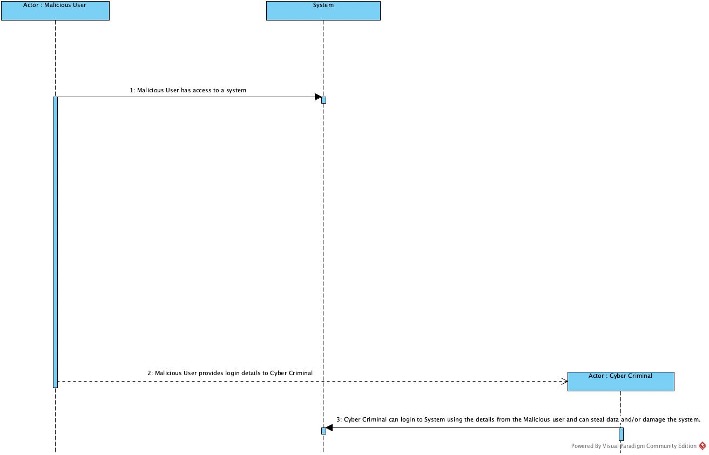 Actor : Malicious User
System
1: Malicious User has access to a system
2: Malicious User provides login details to Cyber Criminal
Actor : Cyber Criminal
3: Cyber Criminal can login to System using the details from the Malicious user and can steal data and/or damage the system.
Powered By Visual Paradigm Community Edition